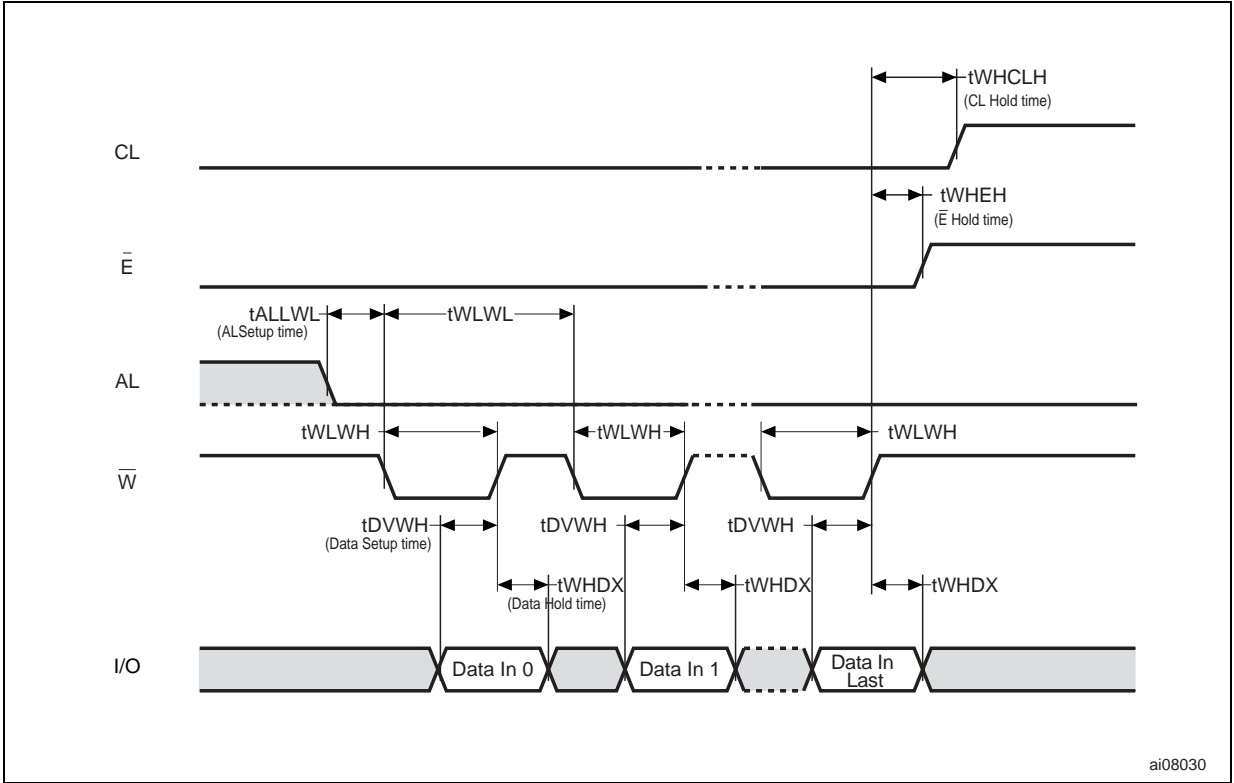 tWHCLH
(CL Hold time)
CL
tWHEH
(E̅ Hold time)
E̅
tALLWL
tWLWL
(ALSetup time)
AL
tWLWH
tWLWH
tWLWH
W̅
tDVWH
tDVWH
tDVWH
(Data Setup time)
tWHDX
tWHDX
tWHDX
(Data Hold time)
I/O
Data In 0
Data In 1
Data In
Last
ai08030